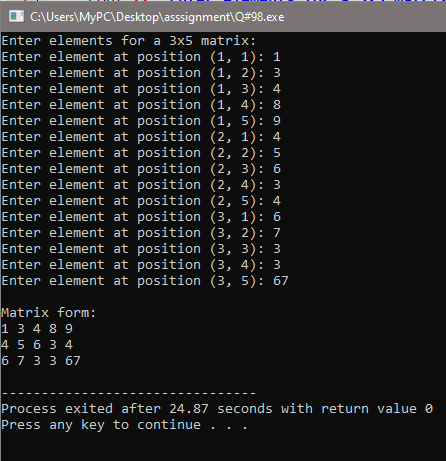 C:\Users\MyPC\Desktop\asssignment\Q#98.exe
Enter elements for a 3x5 matrix:
Enter element at position (1, 1): 1
Enter element at position (1, 2): 3
Enter element at position (1, 3): 4
Enter element at position (1, 4): 8
Enter element at position (1, 5): 9
Enter element at position (2, 1): 4
Enter element at position (2, 2): 5
Enter element at position (2, 3): 6
Enter element at position (2, 4): 3
Enter element at position (2, 5): 4
Enter element at position (3, 1): 6
Enter element at position (3, 2): 7
Enter element at position (3, 3): 3
Enter element at position (3, 4): 3
Enter element at position (3, 5): 67
Matrix form:
1 3 4 8 9
4 5 6 3 4
6 7 3 3 67
--------------------------------
Process exited after 24.87 seconds with return value 0
Press any key to continue . . .